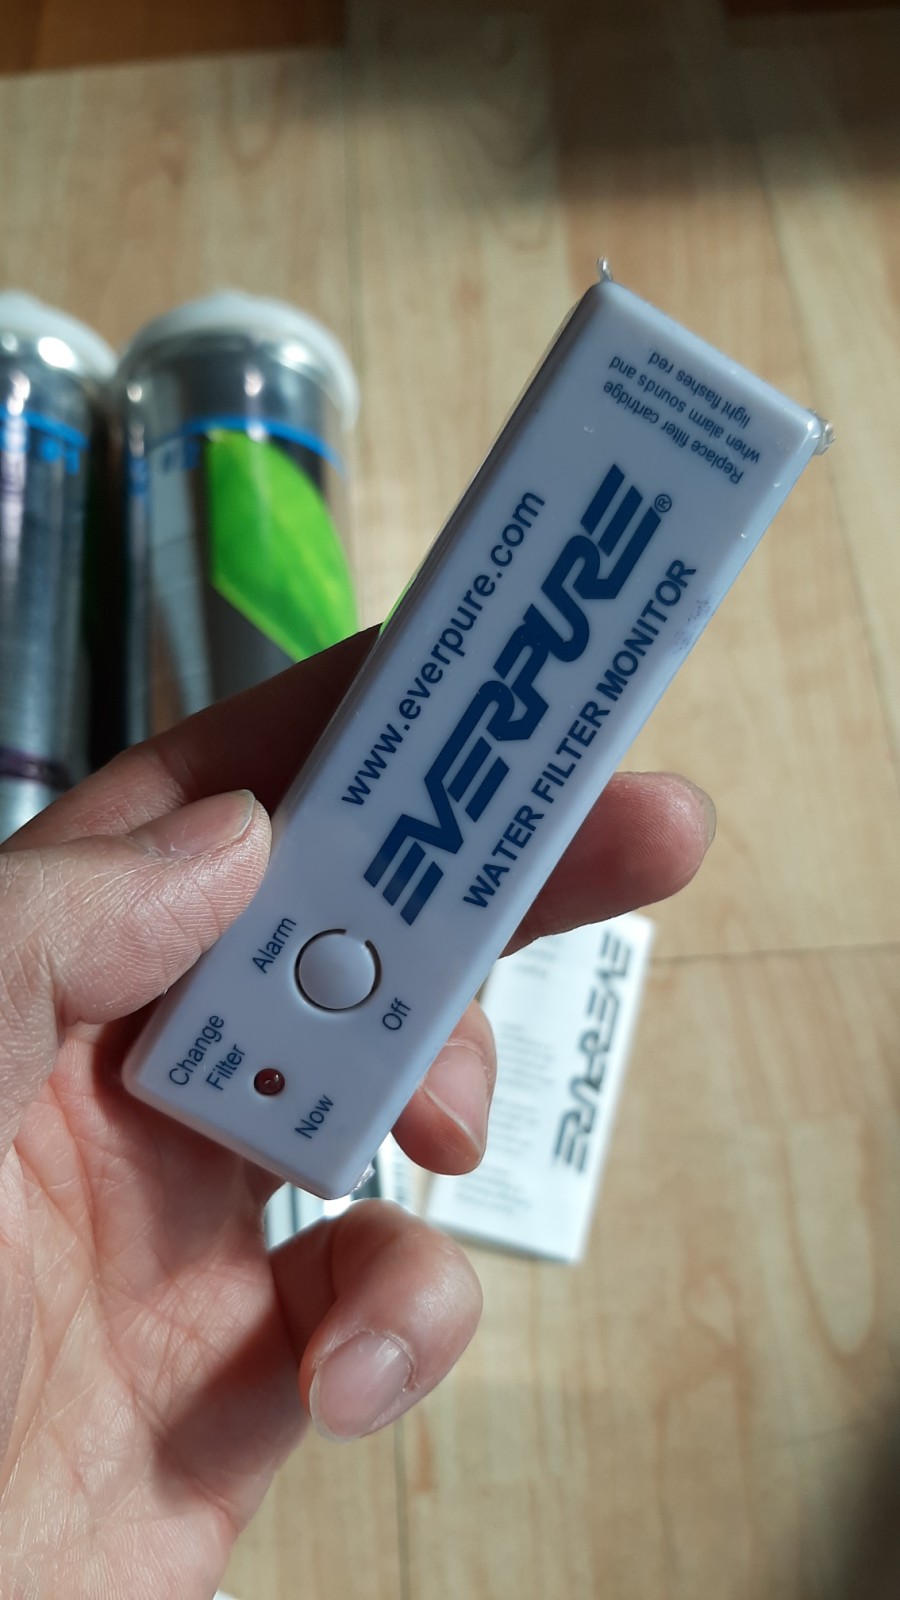 Replace filter cartridge
when alarm sounds and
light flashes red
www.everpure.com
EVERPURE®
WATER FILTER MONITOR
Alarm
Off
Change
Filter
Now
EVERPURE